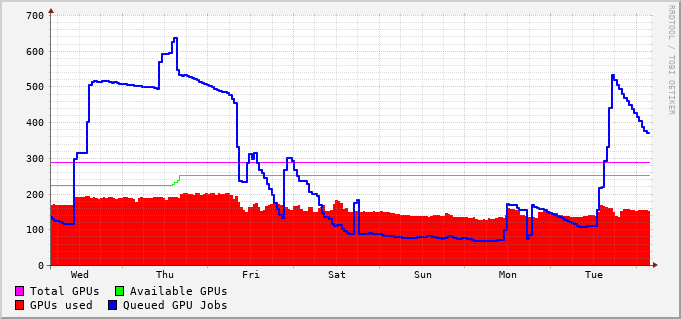 700
600
500
400
300
200
100
0
Wed Thu Fri Sat Sun Mon Tue
Total GPUs Available GPUs
GPUs used Queued GPU Jobs
RRDTOOL / TOBI OETIKER